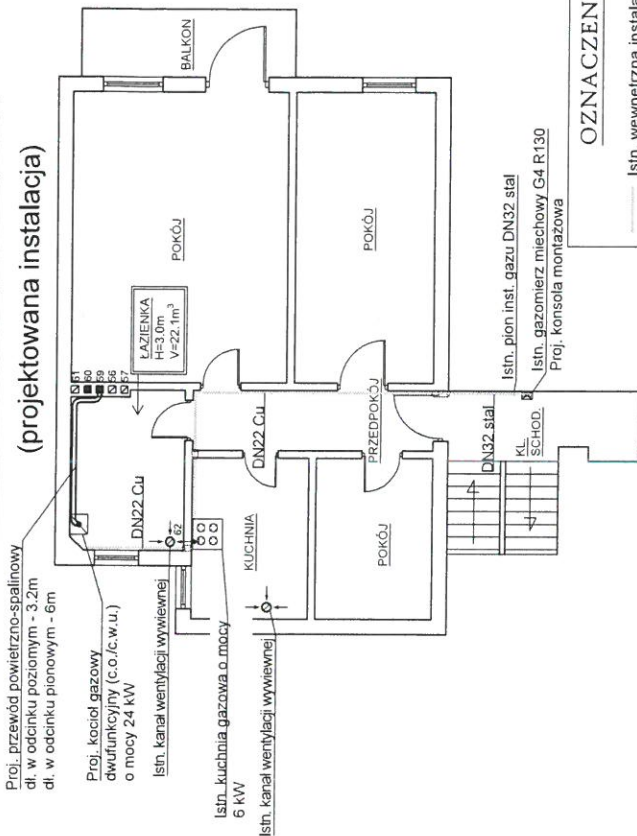 (projektowana instalacja)
Proj. przewód powietrzno-spalinowy
dł. w odcinku poziomym - 3.2m
dł. w odcinku pionowym - 6m
Proj. kocioł gazowy
dwufunkcyjny (c.o./c.w.u.)
o mocy 24 kW
Istn. kanał wentylacji wywiewnej
Istn. kuchnia gazowa o mocy
6 kW
Istn. kanał wentylacji wywiewnej
61
60
59
56
57
62
DN22 Cu
ŁAZIENKA
H=3.0m
V=22.1m³
POKÓJ
BALKON
KUCHNIA
DN22 Cu
PRZEDPOKÓJ
POKÓJ
POKÓJ
DN32 stal
KL.
SCHOD.
Istn. pion inst. gazu DN32 stal
Istn. gazomierz miechowy G4 R130
Proj. konsola montażowa
OZNACZEN
Istn. wewnętrzna instala